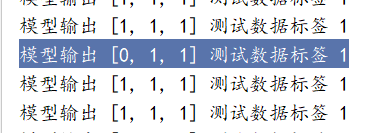 模型输出 [1, 1, 1] 测试数据标签 1
模型输出 [0, 1, 1] 测试数据标签 1
模型输出 [1, 1, 1] 测试数据标签 1
模型输出 [1, 1, 1] 测试数据标签 1